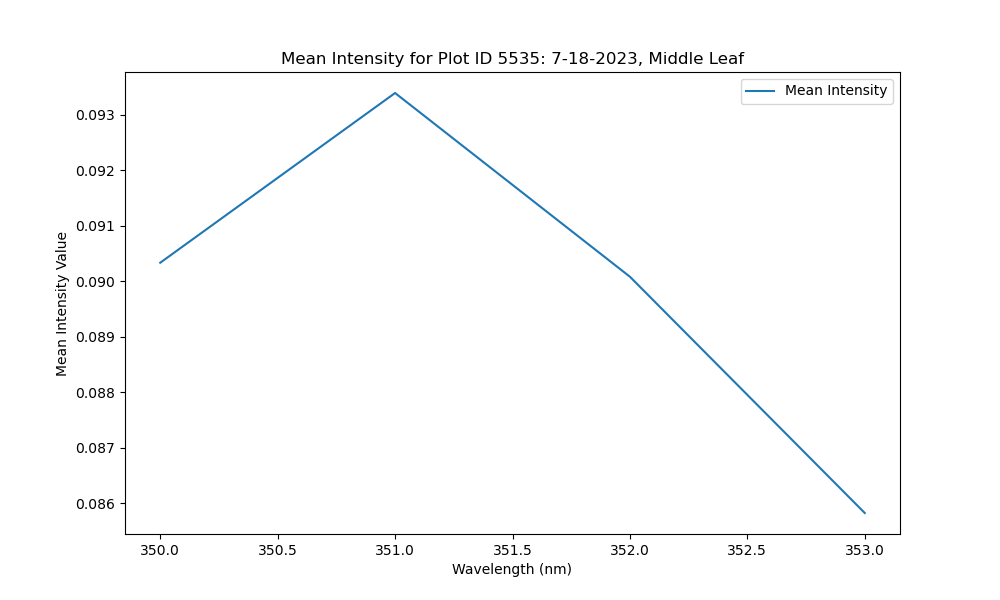 Mean Intensity for Plot ID 5535: 7-18-2023, Middle Leaf
Mean Intensity
0.093
0.092
0.091
0.090
0.089
0.088
0.087
0.086
Mean Intensity Value
350.0 350.5 351.0 351.5 352.0 352.5 353.0
Wavelength (nm)